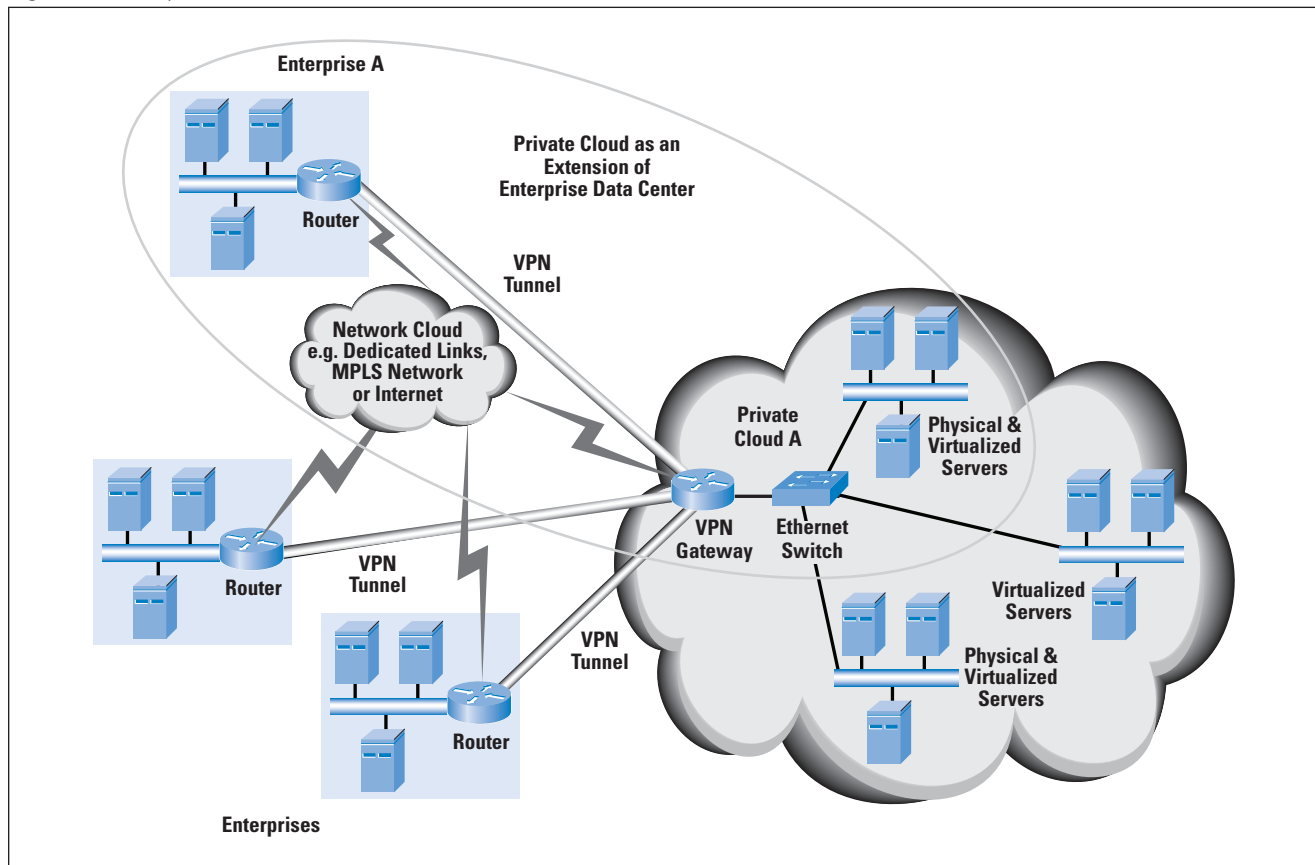 Enterprise A
Private Cloud as an
Extension of
Enterprise Data Center
Router
VPN
Tunnel
Network Cloud
e.g. Dedicated Links,
MPLS Network
or Internet
Private
Cloud A
Physical &
Virtualized
Servers
VPN
Gateway
Ethernet
Switch
Router
VPN
Tunnel
Virtualized
Servers
VPN
Tunnel
Physical &
Virtualized
Servers
Router
Enterprises